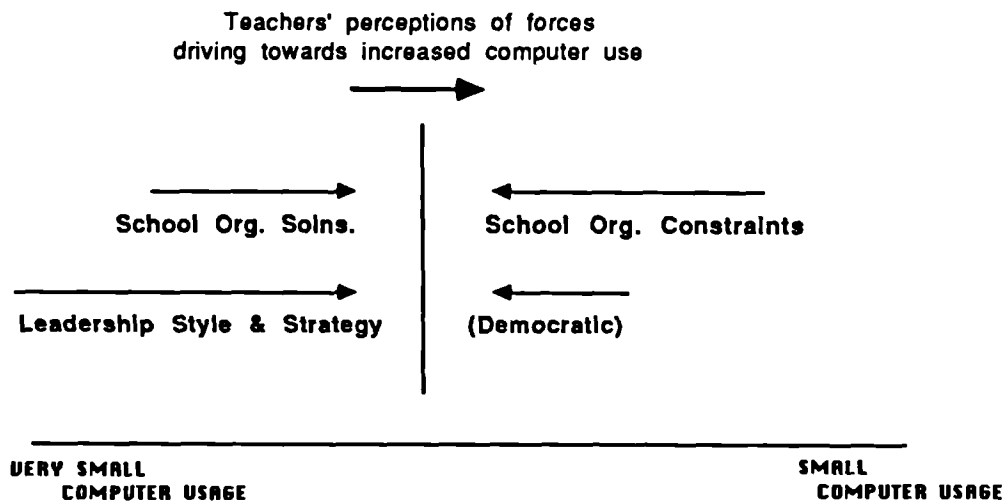 Teachers' perceptions of forces
driving towards increased computer use
School Org. Solns.
School Org. Constraints
Leadership Style & Strategy
(Democratic)
VERY SMALL
COMPUTER USAGE
SMALL
COMPUTER USAGE